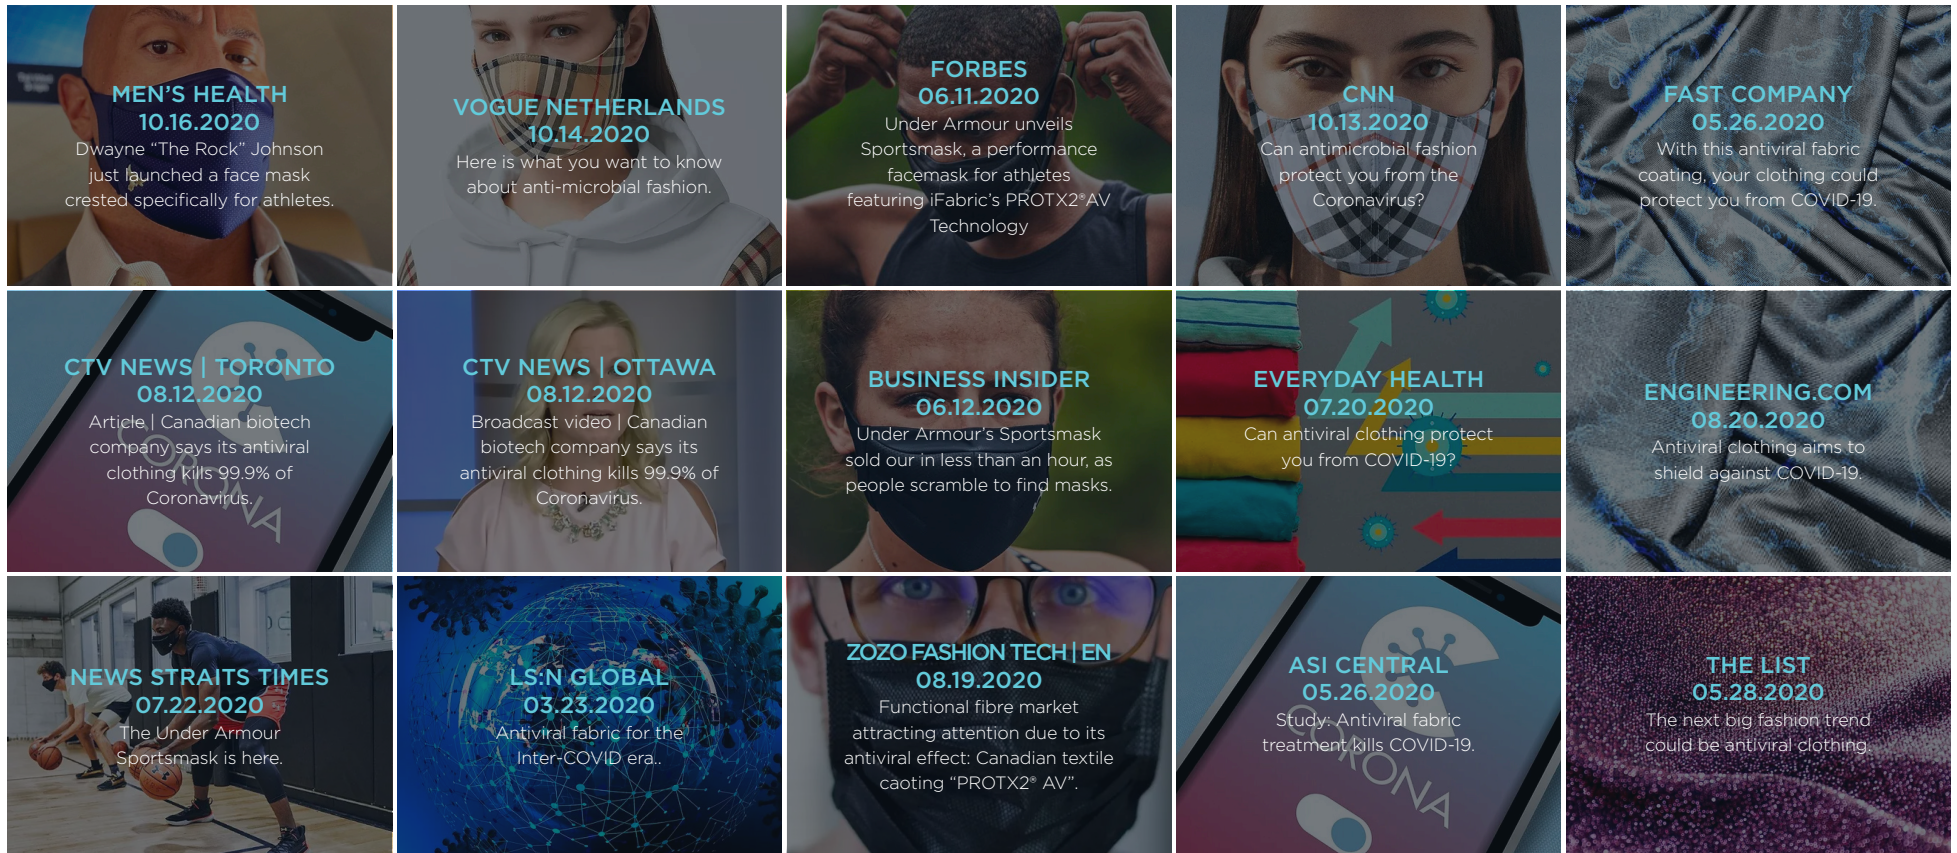 MEN’S HEALTH
10.16.2020
Dwayne “The Rock” Johnson
just launched a face mask
crested specifically for athletes.
VOGUE NETHERLANDS
10.14.2020
Here is what you want to know
about anti-microbial fashion.
FORBES
06.11.2020
Under Armour unveils
Sportsmask, a performance
facemask for athletes
featuring iFabric’s PROTX2®AV
Technology
CNN
10.13.2020
Can antimicrobial fashion
protect you from the
Coronavirus?
FAST COMPANY
05.26.2020
With this antiviral fabric
coating, your clothing could
protect you from COVID-19.
CTV NEWS | TORONTO
08.12.2020
Article | Canadian biotech
company says its antiviral
clothing kills 99.9% of
Coronavirus.
CORONA
CTV NEWS | OTTAWA
08.12.2020
Broadcast video | Canadian
biotech company says its
antiviral clothing kills 99.9% of
Coronavirus.
BUSINESS INSIDER
06.12.2020
Under Armour’s Sportsmask
sold our in less than an hour, as
people scramble to find masks.
EVERYDAY HEALTH
07.20.2020
Can antiviral clothing protect
you from COVID-19?
ENGINEERING.COM
08.20.2020
Antiviral clothing aims to
shield against COVID-19.
NEWS STRAITS TIMES
07.22.2020
The Under Armour
Sportsmask is here.
LS:N GLOBAL
03.23.2020
Antiviral fabric for the
Inter-COVID era..
ZOZO FASHION TECH | EN
08.19.2020
Functional fibre market
attracting attention due to its
antiviral effect: Canadian textile
caoting “PROTX2® AV”.
ASI CENTRAL
05.26.2020
Study: Antiviral fabric
treatment kills COVID-19.
CORONA
THE LIST
05.28.2020
The next big fashion trend
could be antiviral clothing.